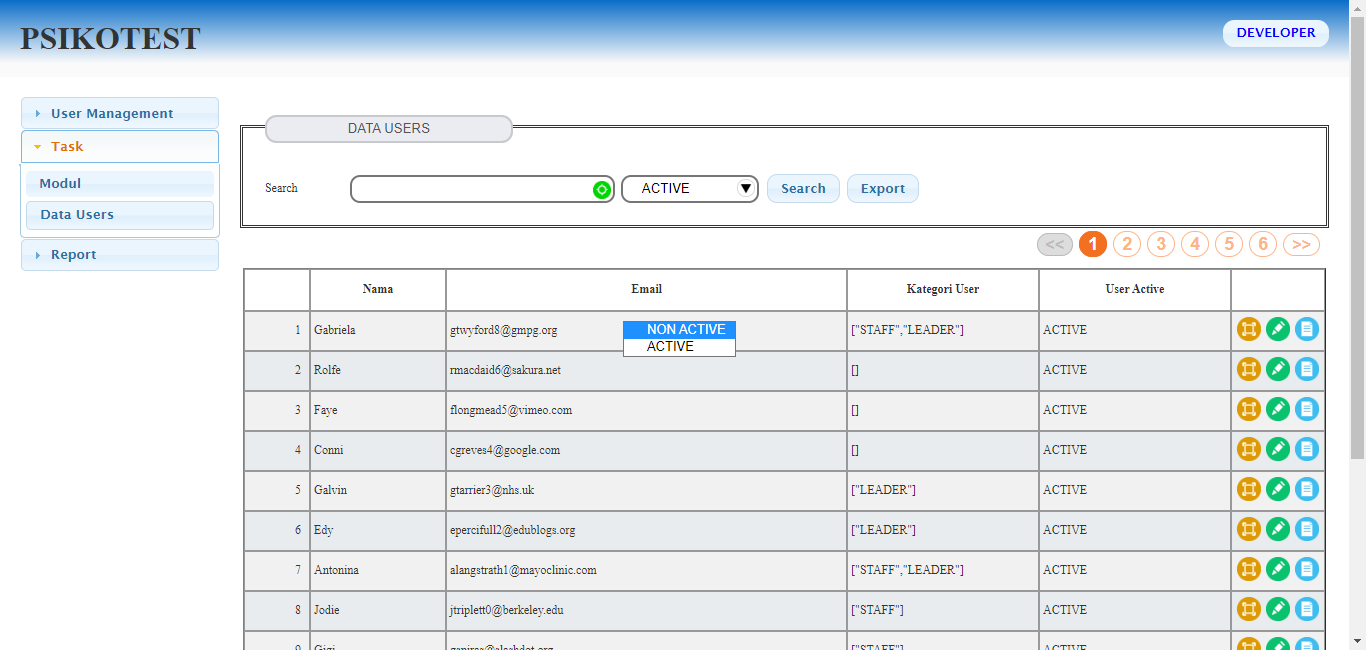 PSIKOTEST
DEVELOPER
User Management
Task
Modul
Data Users
Report
DATA USERS
Search ACTIVE Search Export
<< 1 2 3 4 5 6 >>
Nama Email Kategori User User Active
1 Gabriela gtwyford8@gmpg.org ["STAFF","LEADER"] ACTIVE
NON ACTIVE
ACTIVE
2 Rolfe rmacdaid6@sakura.net [] ACTIVE
3 Faye flongmead5@vimeo.com [] ACTIVE
4 Conni cgreves4@google.com [] ACTIVE
5 Galvin gtarrier3@nhs.uk ["LEADER"] ACTIVE
6 Edy epercifull2@edublogs.org ["LEADER"] ACTIVE
7 Antonina alangstrath1@mayoclinic.com ["STAFF","LEADER"] ACTIVE
8 Jodie jtriplett0@berkeley.edu ["STAFF"] ACTIVE
9 Gigi ["STAFF"] ACTIVE